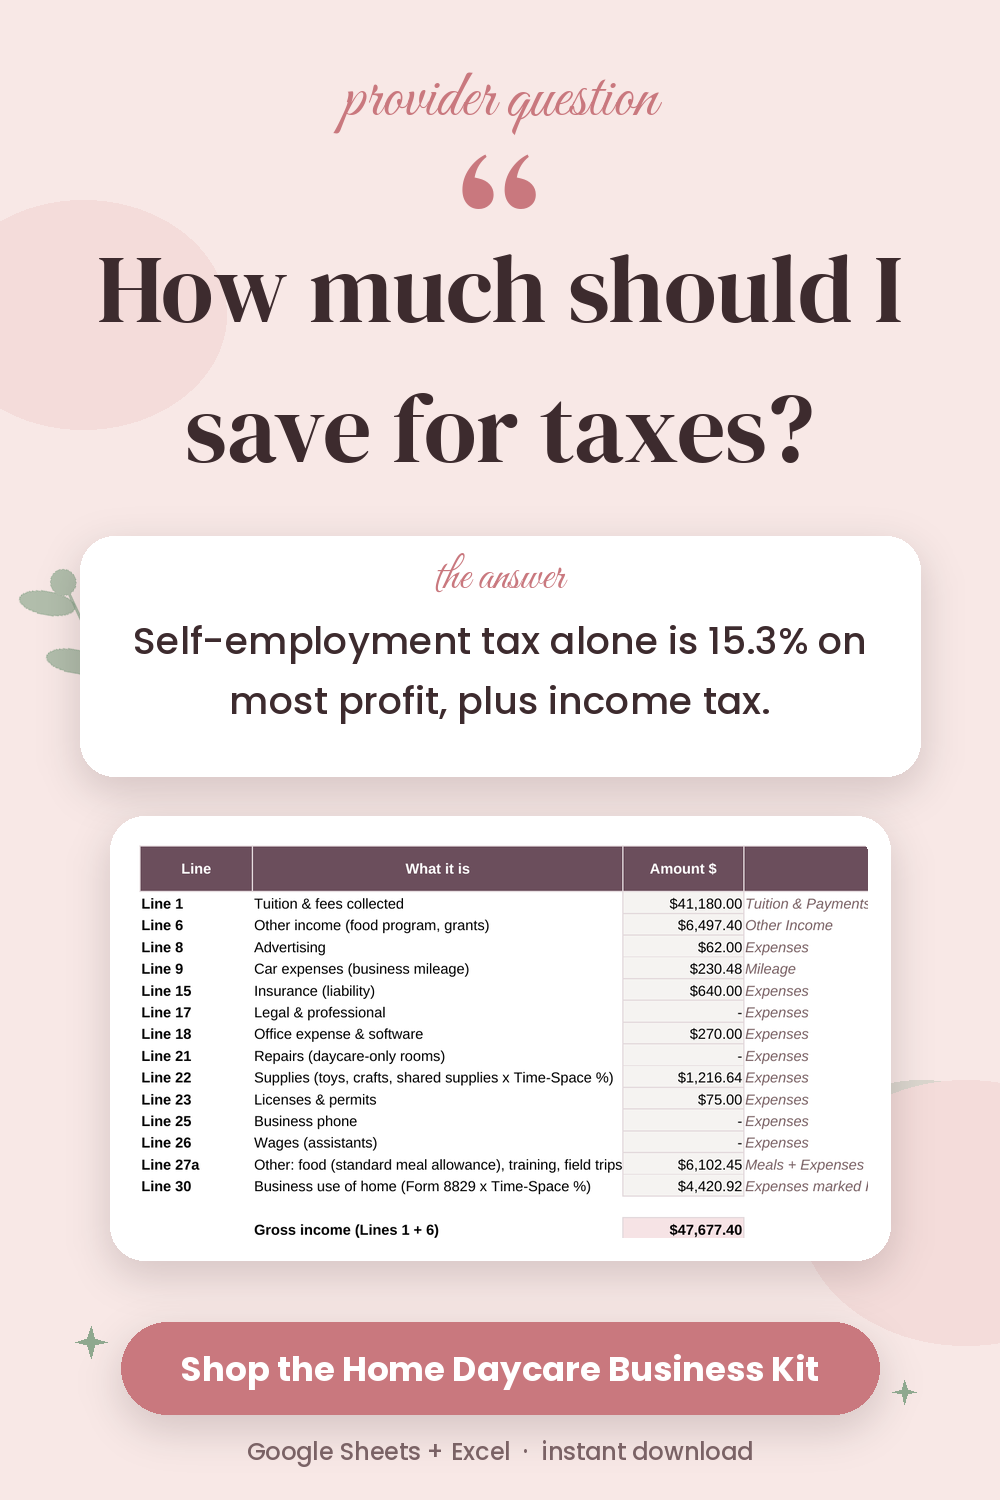 provider question
“
How much should I
save for taxes?
the answer
Self-employment tax alone is 15.3% on
most profit, plus income tax.
Line What it is Amount $
Line 1 Tuition & fees collected $41,180.00 Tuition & Payments
Line 6 Other income (food program, grants) $6,497.40 Other Income
Line 8 Advertising $62.00 Expenses
Line 9 Car expenses (business mileage) $230.48 Mileage
Line 15 Insurance (liability) $640.00 Expenses
Line 17 Legal & professional - Expenses
Line 18 Office expense & software $270.00 Expenses
Line 21 Repairs (daycare-only rooms) - Expenses
Line 22 Supplies (toys, crafts, shared supplies x Time-Space %) $1,216.64 Expenses
Line 23 Licenses & permits $75.00 Expenses
Line 25 Business phone - Expenses
Line 26 Wages (assistants) - Expenses
Line 27a Other: food (standard meal allowance), training, field trips $6,102.45 Meals + Expenses
Line 30 Business use of home (Form 8829 x Time-Space %) $4,420.92 Expenses marked
Gross income (Lines 1 + 6) $47,677.40
Shop the Home Daycare Business Kit
Google Sheets + Excel · instant download